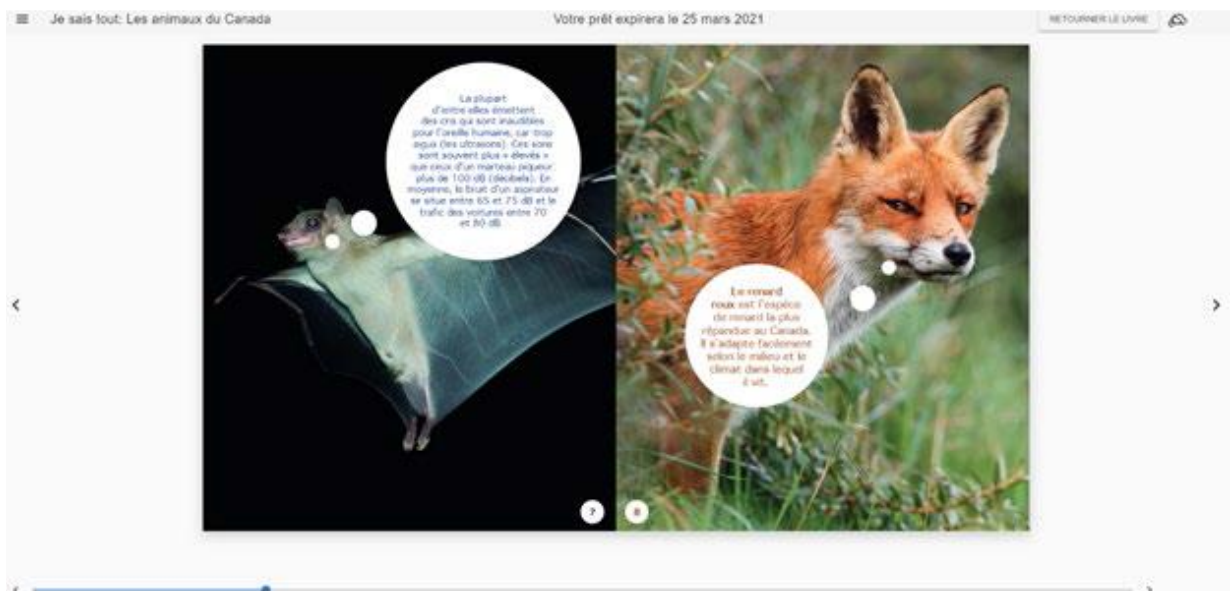 Je sais tout: Les animaux du Canada
Votre prêt expirera le 25 mars 2021
RETOURNER LE LIVRE
La plupart
d'entre elles émettent
des cris qui sont inaudibles
pour l'oreille humaine, car trop
aigus (les ultrasons). Ces sons
sont souvent plus « élevés »
que ceux d'un marteau piqueur:
plus de 100 dB (décibels). En
moyenne, le bruit d'un aspirateur
se situe entre 65 et 75 dB et le
trafic des voitures entre 70
et 80 dB
Le renard
roux est l'espèce
de renard la plus
répandue au Canada.
Il s'adapte facilement
selon le milieu et le
climat dans lequel
il vit.
7
8